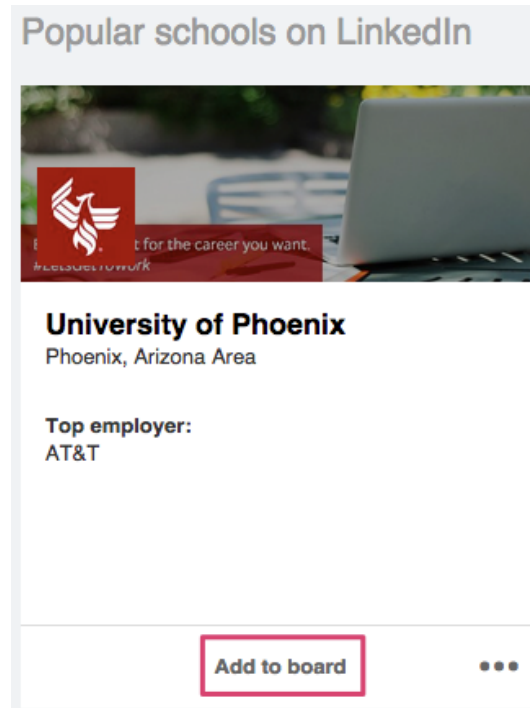 Popular schools on LinkedIn
t for the career you want.
#LetsGetToWork
University of Phoenix
Phoenix, Arizona Area
Top employer:
AT&T
Add to board